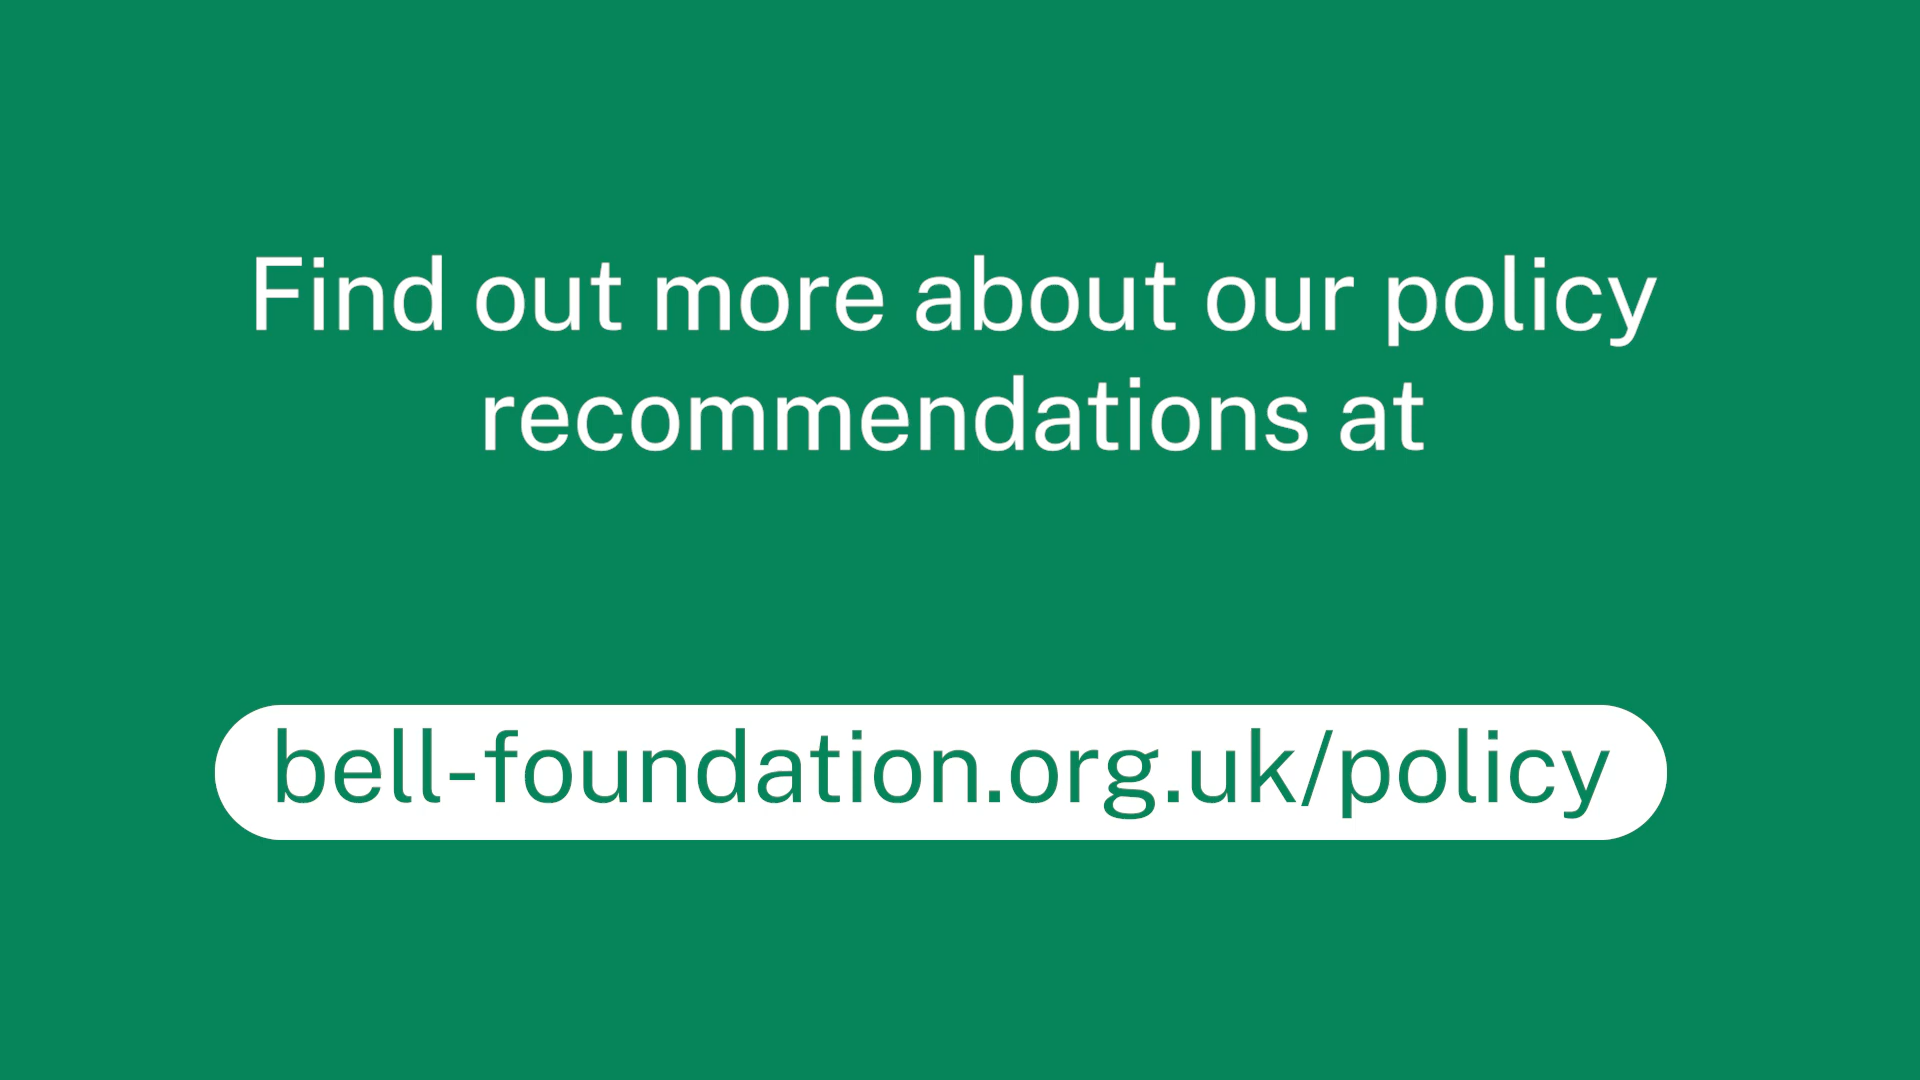 Find out more about our policy
recommendations at
bell-foundation.org.uk/policy